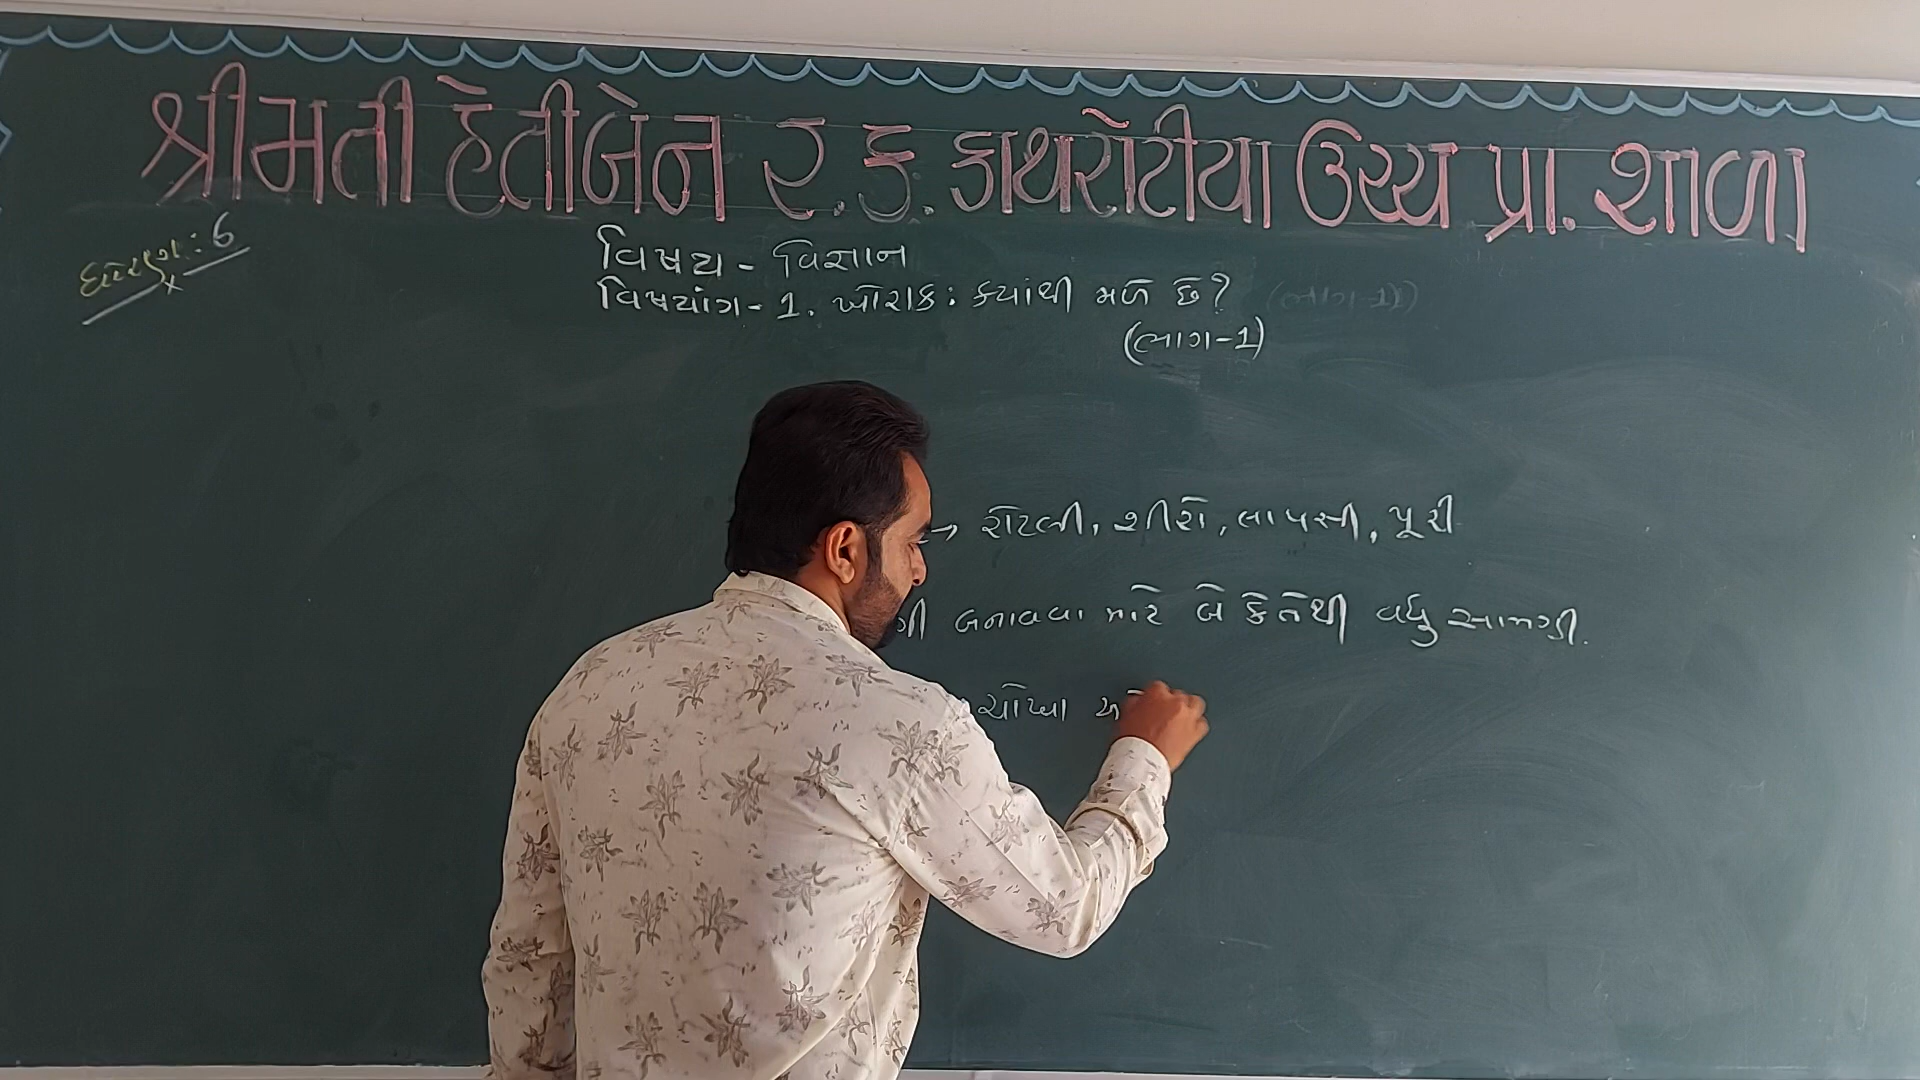 શ્રીમતી હેતીબેન ર. ક. કાથરોટીયા ઉચ્ચ પ્રા. શાળા
ધોરણ : 6
વિષય - વિજ્ઞાન
વિષયાંગ - 1. ખોરાક : ક્યાંથી મળે છે ? (ભાગ-1)
(ભાગ-1)
→ રોટલી, શીરો, લાપસી, પૂરી
બનાવવા માટે બે કે તેથી વધુ સામગ્રી.
ચોખા